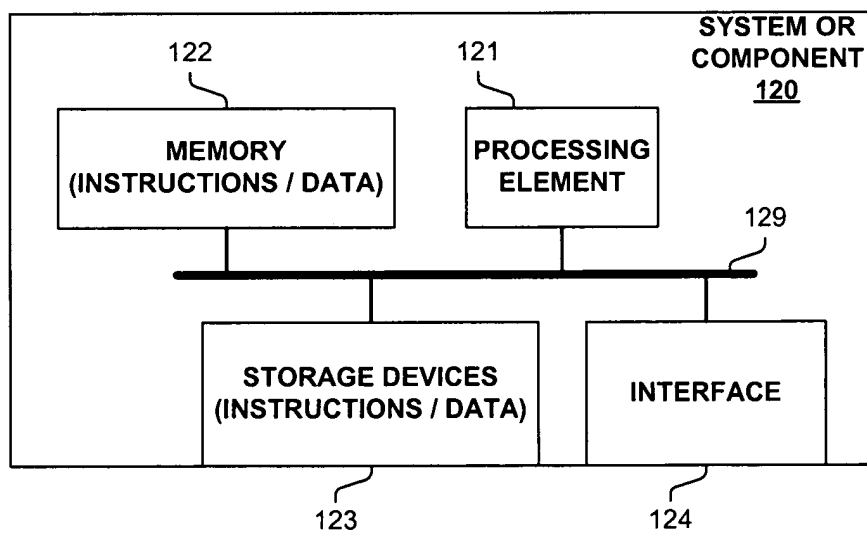 SYSTEM OR
COMPONENT
120
122
121
MEMORY
(INSTRUCTIONS / DATA)
PROCESSING
ELEMENT
129
STORAGE DEVICES
(INSTRUCTIONS / DATA)
INTERFACE
123
124